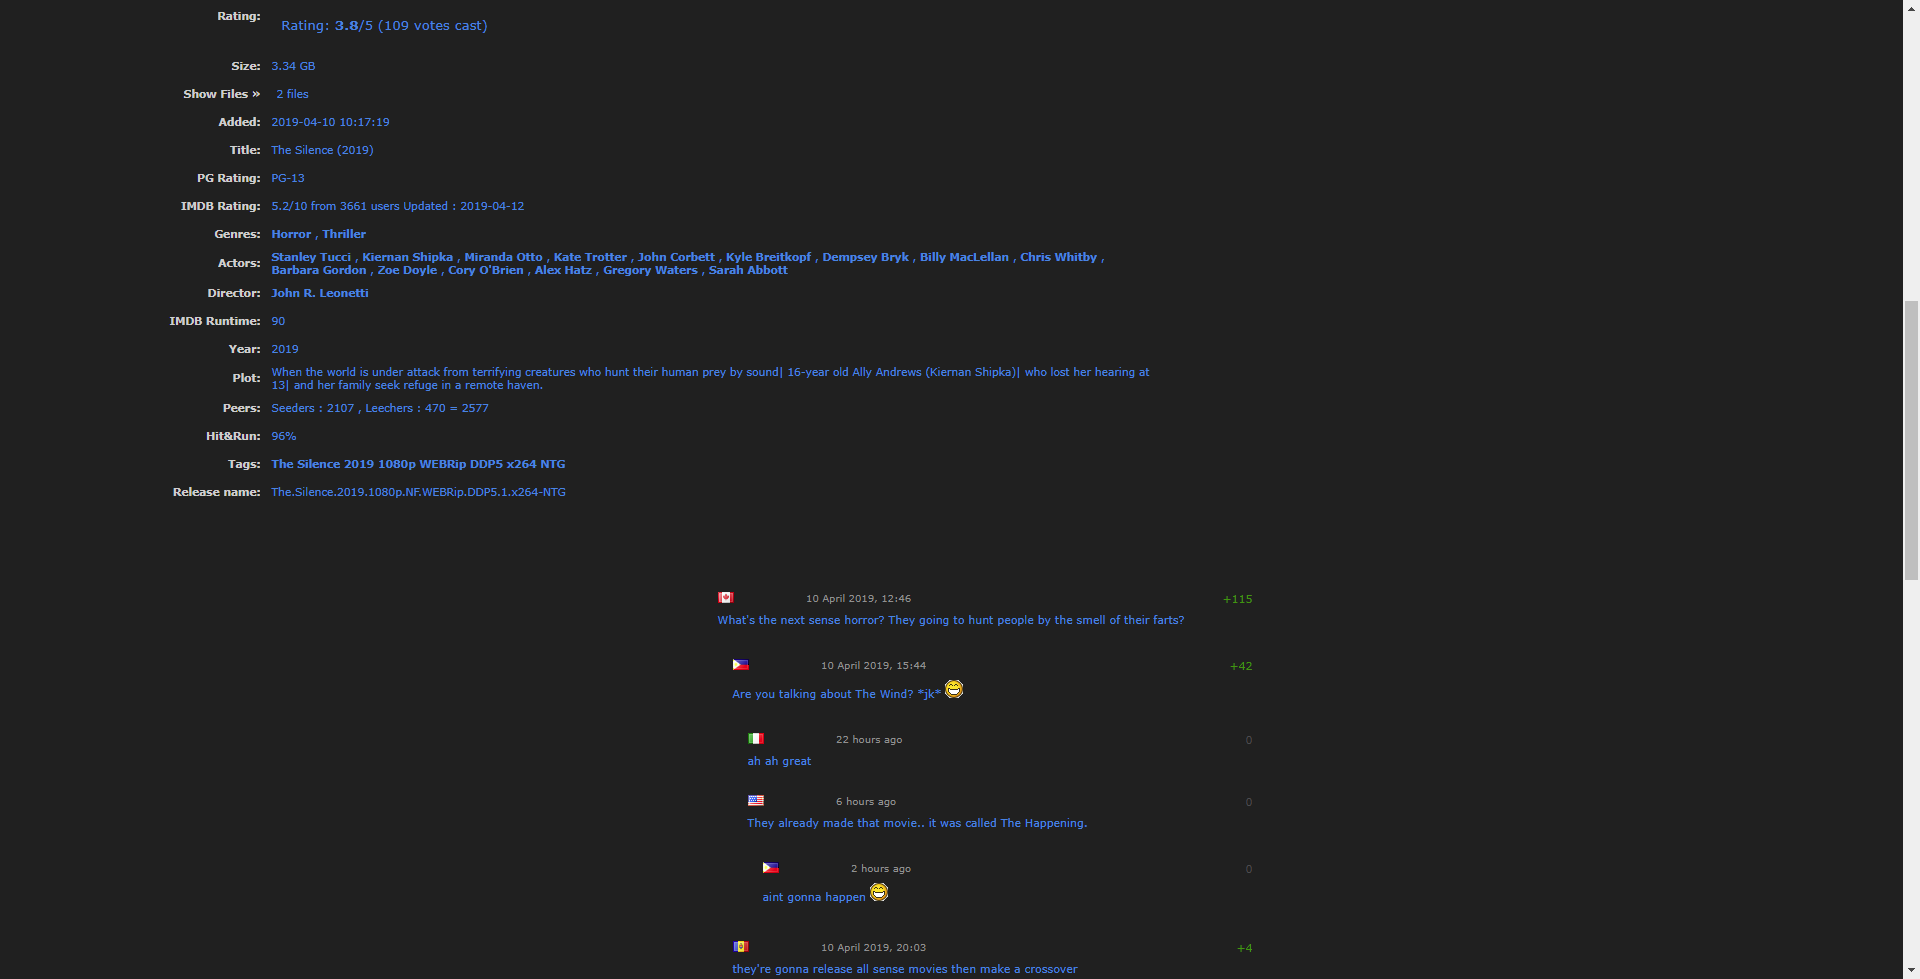 Rating:
Rating: 3.8/5 (109 votes cast)
Size: 3.34 GB
Show Files » 2 files
Added: 2019-04-10 10:17:19
Title: The Silence (2019)
PG Rating: PG-13
IMDB Rating: 5.2/10 from 3661 users Updated : 2019-04-12
Genres: Horror , Thriller
Actors: Stanley Tucci , Kiernan Shipka , Miranda Otto , Kate Trotter , John Corbett , Kyle Breitkopf , Dempsey Bryk , Billy MacLellan , Chris Whitby ,
Barbara Gordon , Zoe Doyle , Cory O'Brien , Alex Hatz , Gregory Waters , Sarah Abbott
Director: John R. Leonetti
IMDB Runtime: 90
Year: 2019
Plot: When the world is under attack from terrifying creatures who hunt their human prey by sound| 16-year old Ally Andrews (Kiernan Shipka)| who lost her hearing at
13| and her family seek refuge in a remote haven.
Peers: Seeders : 2107 , Leechers : 470 = 2577
Hit&Run: 96%
Tags: The Silence 2019 1080p WEBRip DDP5 x264 NTG
Release name: The.Silence.2019.1080p.NF.WEBRip.DDP5.1.x264-NTG
10 April 2019, 12:46 +115
What's the next sense horror? They going to hunt people by the smell of their farts?
10 April 2019, 15:44 +42
Are you talking about The Wind? *jk*
22 hours ago 0
ah ah great
6 hours ago 0
They already made that movie.. it was called The Happening.
2 hours ago 0
aint gonna happen
10 April 2019, 20:03 +4
they're gonna release all sense movies then make a crossover